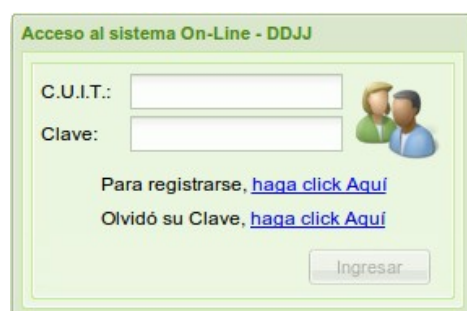 Acceso al sistema On-Line - DDJJ
C.U.I.T.:
Clave:
Para registrarse, haga click Aquí
Olvidó su Clave, haga click Aquí
Ingresar